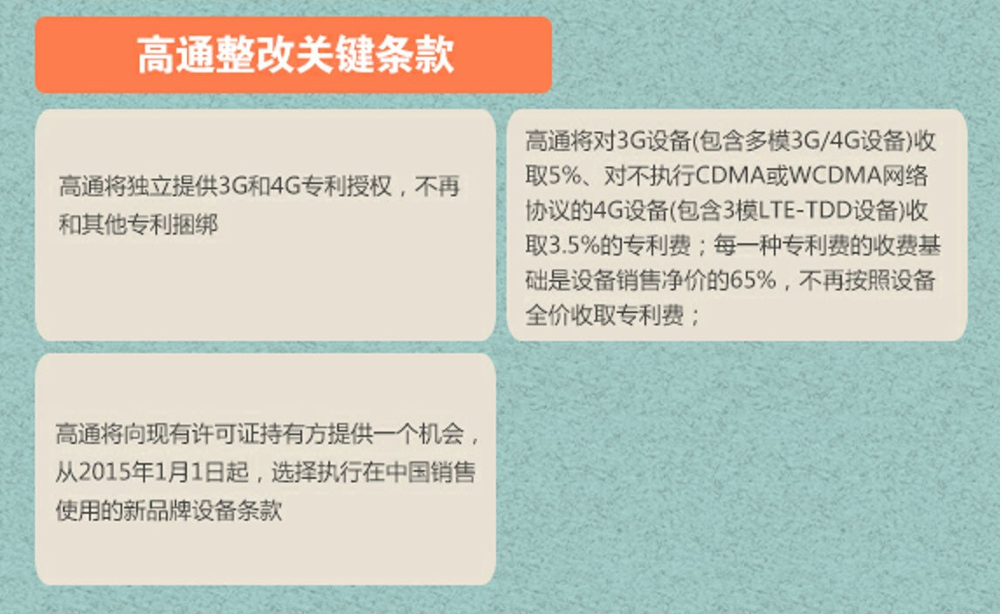 高通整改关键条款
高通将独立提供3G和4G专利授权，不再
和其他专利捆绑
高通将对3G设备(包含多模3G/4G设备)收
取5%、对不执行CDMA或WCDMA网络
协议的4G设备(包含3模LTE-TDD设备)收
取3.5%的专利费；每一种专利费的收费基
础是设备销售净价的65%，不再按照设备
全价收取专利费；
高通将向现有许可证持有方提供一个机会，
从2015年1月1日起，选择执行在中国销售
使用的新品牌设备条款